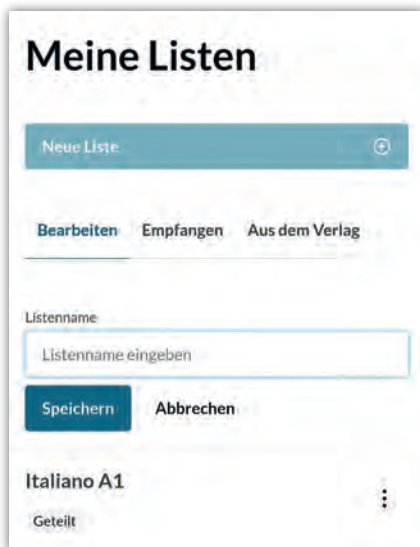 Meine Listen
Neue Liste
Bearbeiten Empfangen Aus dem Verlag
Listenname
Listenname eingeben
Speichern Abbrechen
Italiano A1
Geteilt